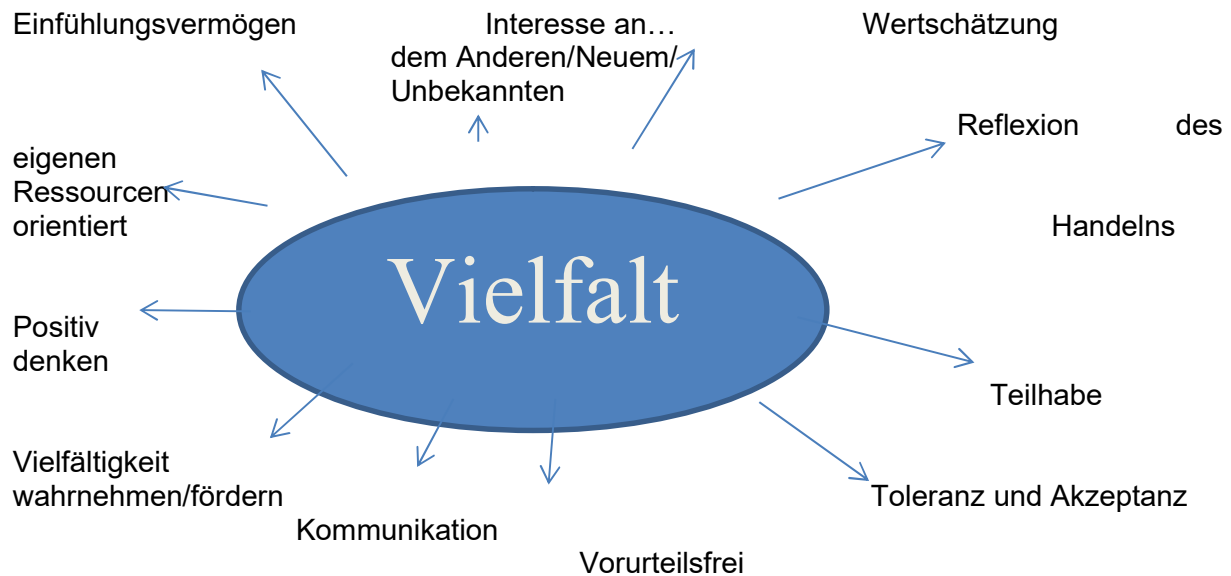 Einfühlungsvermögen Interesse an… Wertschätzung
dem Anderen/Neuem/
Unbekannten
Reflexion des
eigenen
Ressourcen
orientiert
Handelns
Vielfalt
Positiv
denken
Teilhabe
Vielfältigkeit
wahrnehmen/fördern
Toleranz und Akzeptanz
Kommunikation
Vorurteilsfrei